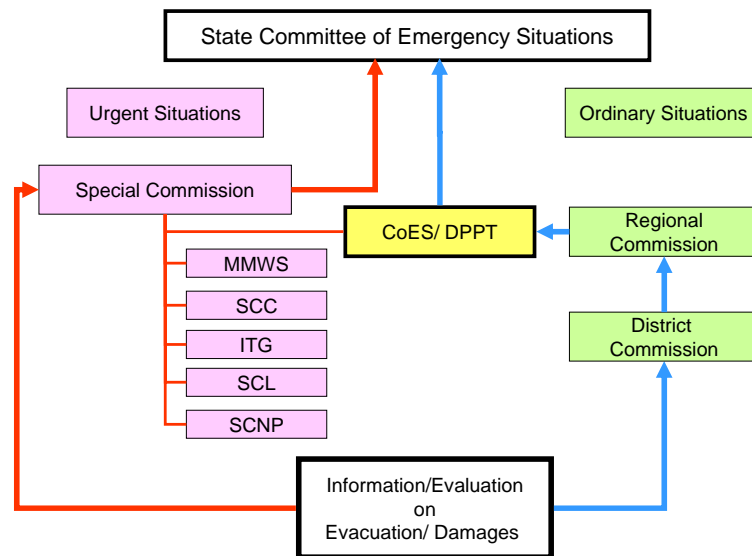 State Committee of Emergency Situations
Urgent Situations
Ordinary Situations
Special Commission
CoES/ DPPT
Regional
Commission
MMWS
SCC
ITG
SCL
SCNP
District
Commission
Information/Evaluation
on
Evacuation/ Damages